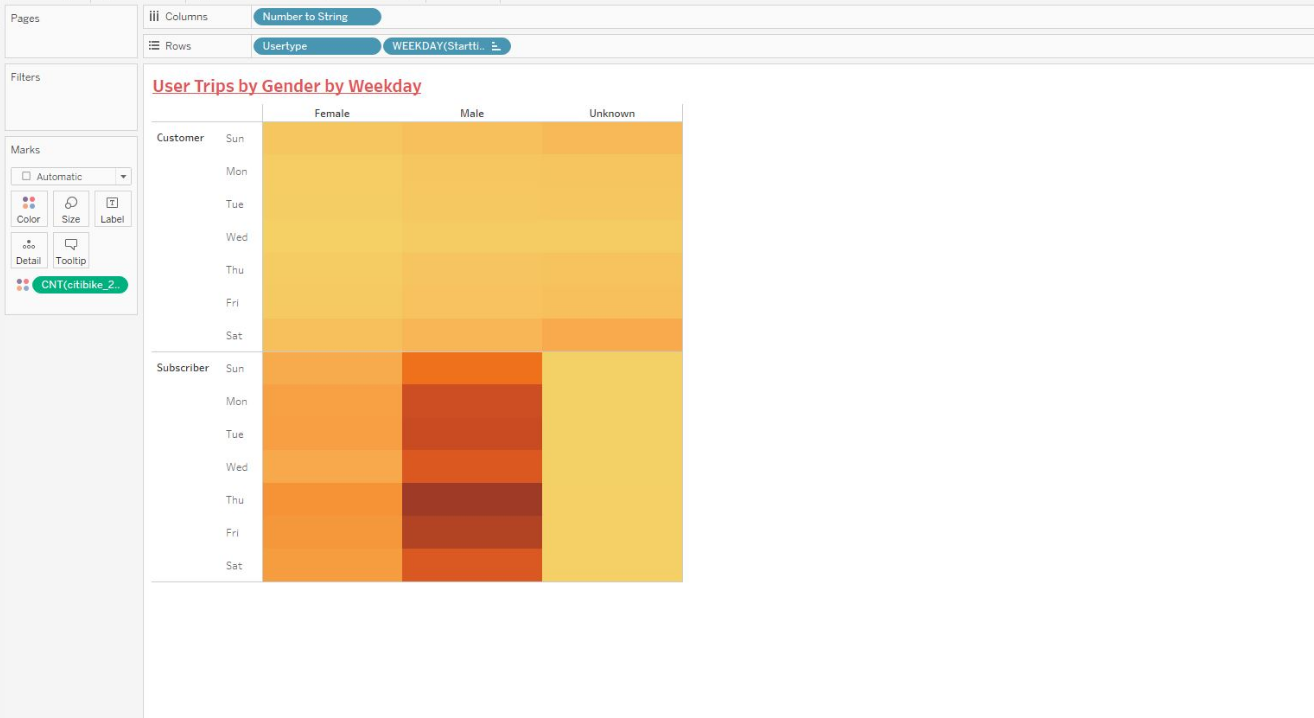 Pages
Columns
Number to String
Rows
Usertype
WEEKDAY(Startti..
Filters
User Trips by Gender by Weekday
Female
Male
Unknown
Marks
Automatic
Color
Size
Label
Detail
Tooltip
CNT(citibike_2..
Customer
Sun
Mon
Tue
Wed
Thu
Fri
Sat
Subscriber
Sun
Mon
Tue
Wed
Thu
Fri
Sat